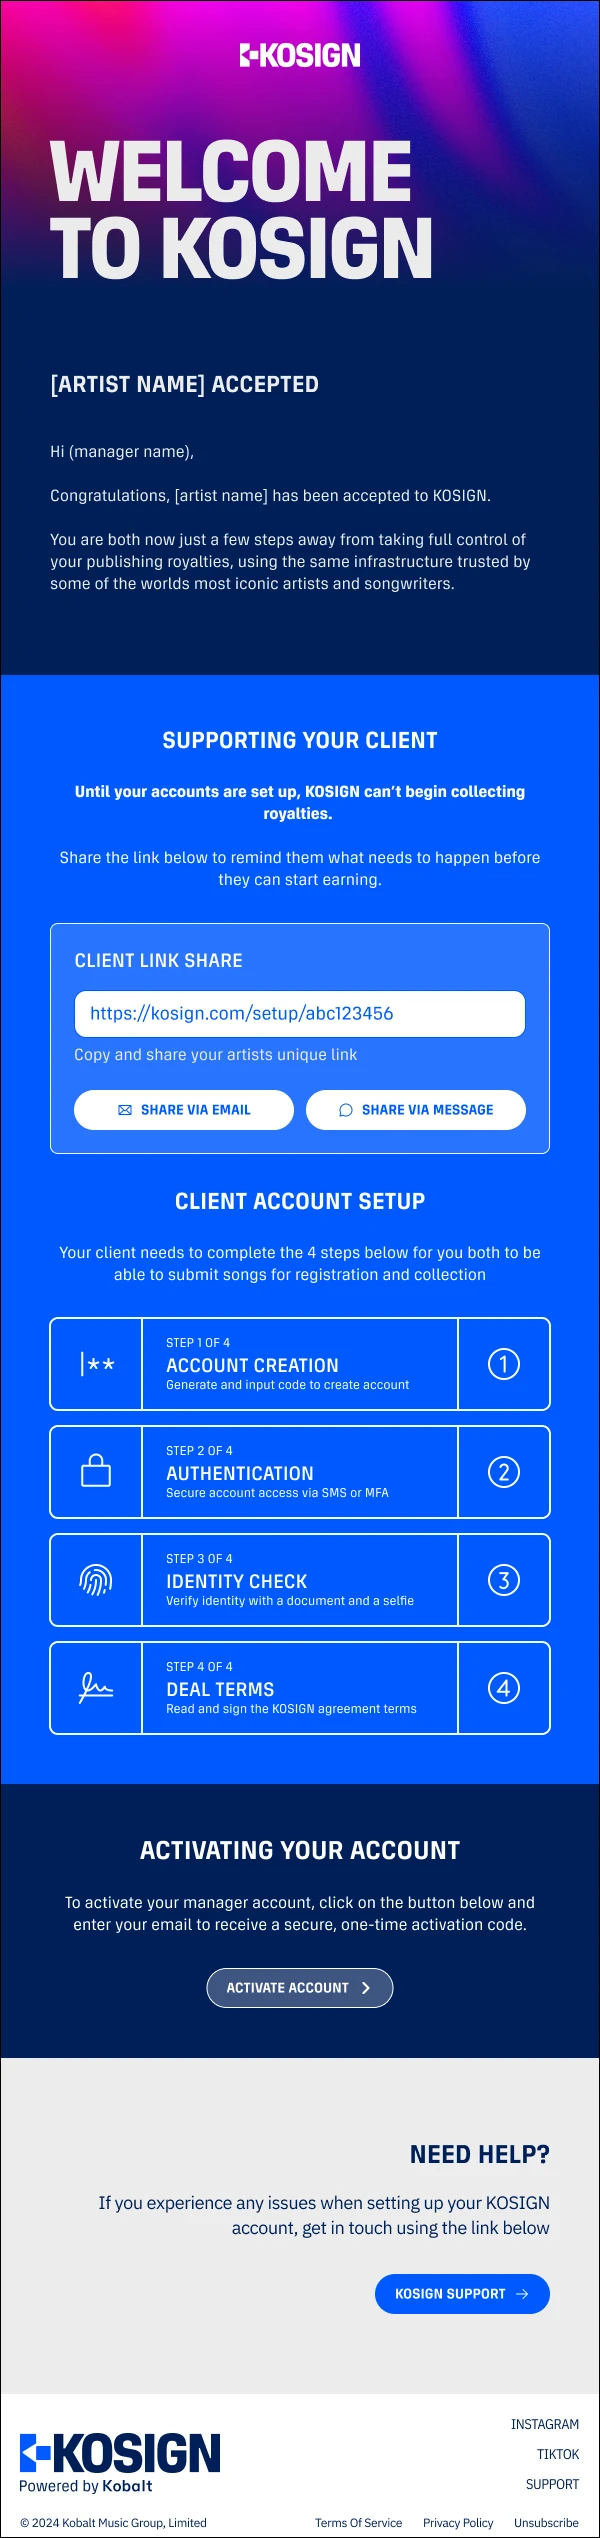 KOSIGN
WELCOME
TO KOSIGN
[ARTIST NAME] ACCEPTED
Hi (manager name),
Congratulations, [artist name] has been accepted to KOSIGN.
You are both now just a few steps away from taking full control of
your publishing royalties, using the same infrastructure trusted by
some of the worlds most iconic artists and songwriters.
SUPPORTING YOUR CLIENT
Until your accounts are set up, KOSIGN can’t begin collecting
royalties.
Share the link below to remind them what needs to happen before
they can start earning.
CLIENT LINK SHARE
https://kosign.com/setup/abc123456
Copy and share your artists unique link
SHARE VIA EMAIL
SHARE VIA MESSAGE
CLIENT ACCOUNT SETUP
Your client needs to complete the 4 steps below for you both to be
able to submit songs for registration and collection
|**
STEP 1 OF 4
ACCOUNT CREATION
Generate and input code to create account
1
STEP 2 OF 4
AUTHENTICATION
Secure account access via SMS or MFA
2
STEP 3 OF 4
IDENTITY CHECK
Verify identity with a document and a selfie
3
STEP 4 OF 4
DEAL TERMS
Read and sign the KOSIGN agreement terms
4
ACTIVATING YOUR ACCOUNT
To activate your manager account, click on the button below and
enter your email to receive a secure, one-time activation code.
ACTIVATE ACCOUNT
NEED HELP?
If you experience any issues when setting up your KOSIGN
account, get in touch using the link below
KOSIGN SUPPORT
KOSIGN
Powered by Kobalt
INSTAGRAM
TIKTOK
SUPPORT
© 2024 Kobalt Music Group, Limited
Terms Of Service
Privacy Policy
Unsubscribe